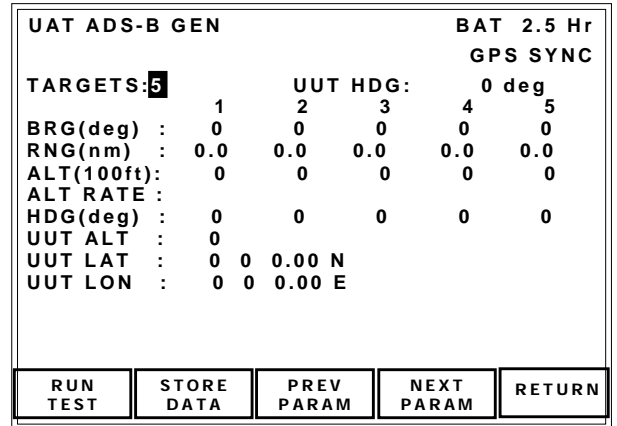 UAT ADS-B GEN BAT 2.5 Hr
GPS SYNC
TARGETS:5 UUT HDG: 0 deg
1 2 3 4 5
BRG(deg) : 0 0 0 0 0
RNG(nm) : 0.0 0.0 0.0 0.0 0.0
ALT(100ft): 0 0 0 0 0
ALT RATE :
HDG(deg) : 0 0 0 0 0
UUT ALT : 0
UUT LAT : 0 0 0.00 N
UUT LON : 0 0 0.00 E
RUN TEST STORE DATA PREV PARAM NEXT PARAM RETURN